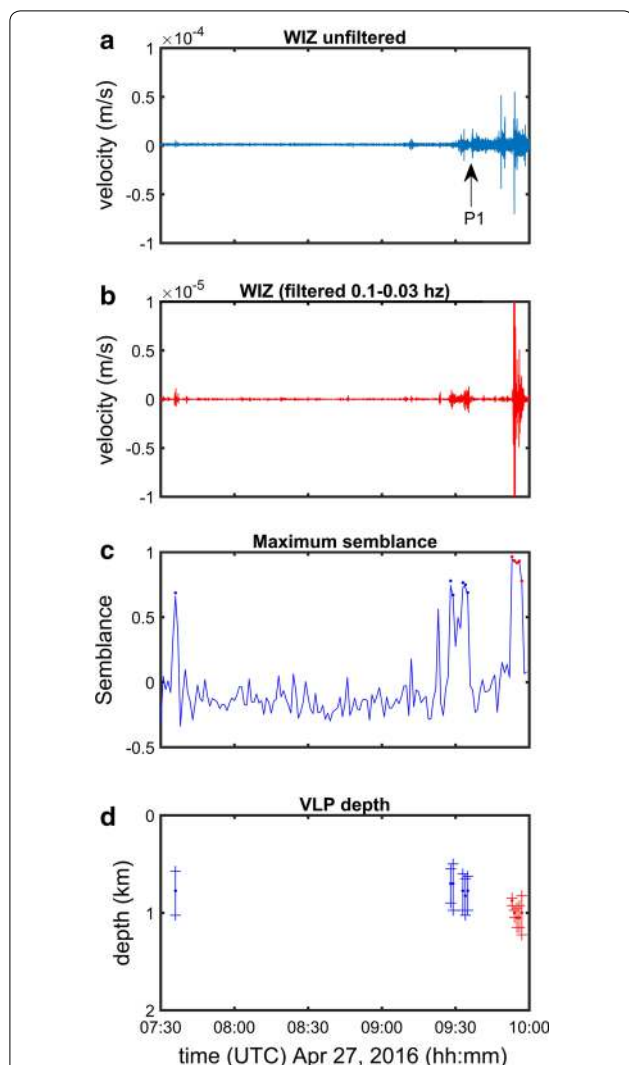 a
WIZ unfiltered
×10-4
1
0.5
0
-0.5
-1
velocity (m/s)
P1
b
WIZ (filtered 0.1-0.03 hz)
×10-5
1
0.5
0
-0.5
-1
velocity (m/s)
c
Maximum semblance
1
0.5
0
-0.5
Semblance
d
VLP depth
0
1
2
depth (km)
07:30 08:00 08:30 09:00 09:30 10:00
time (UTC) Apr 27, 2016 (hh:mm)